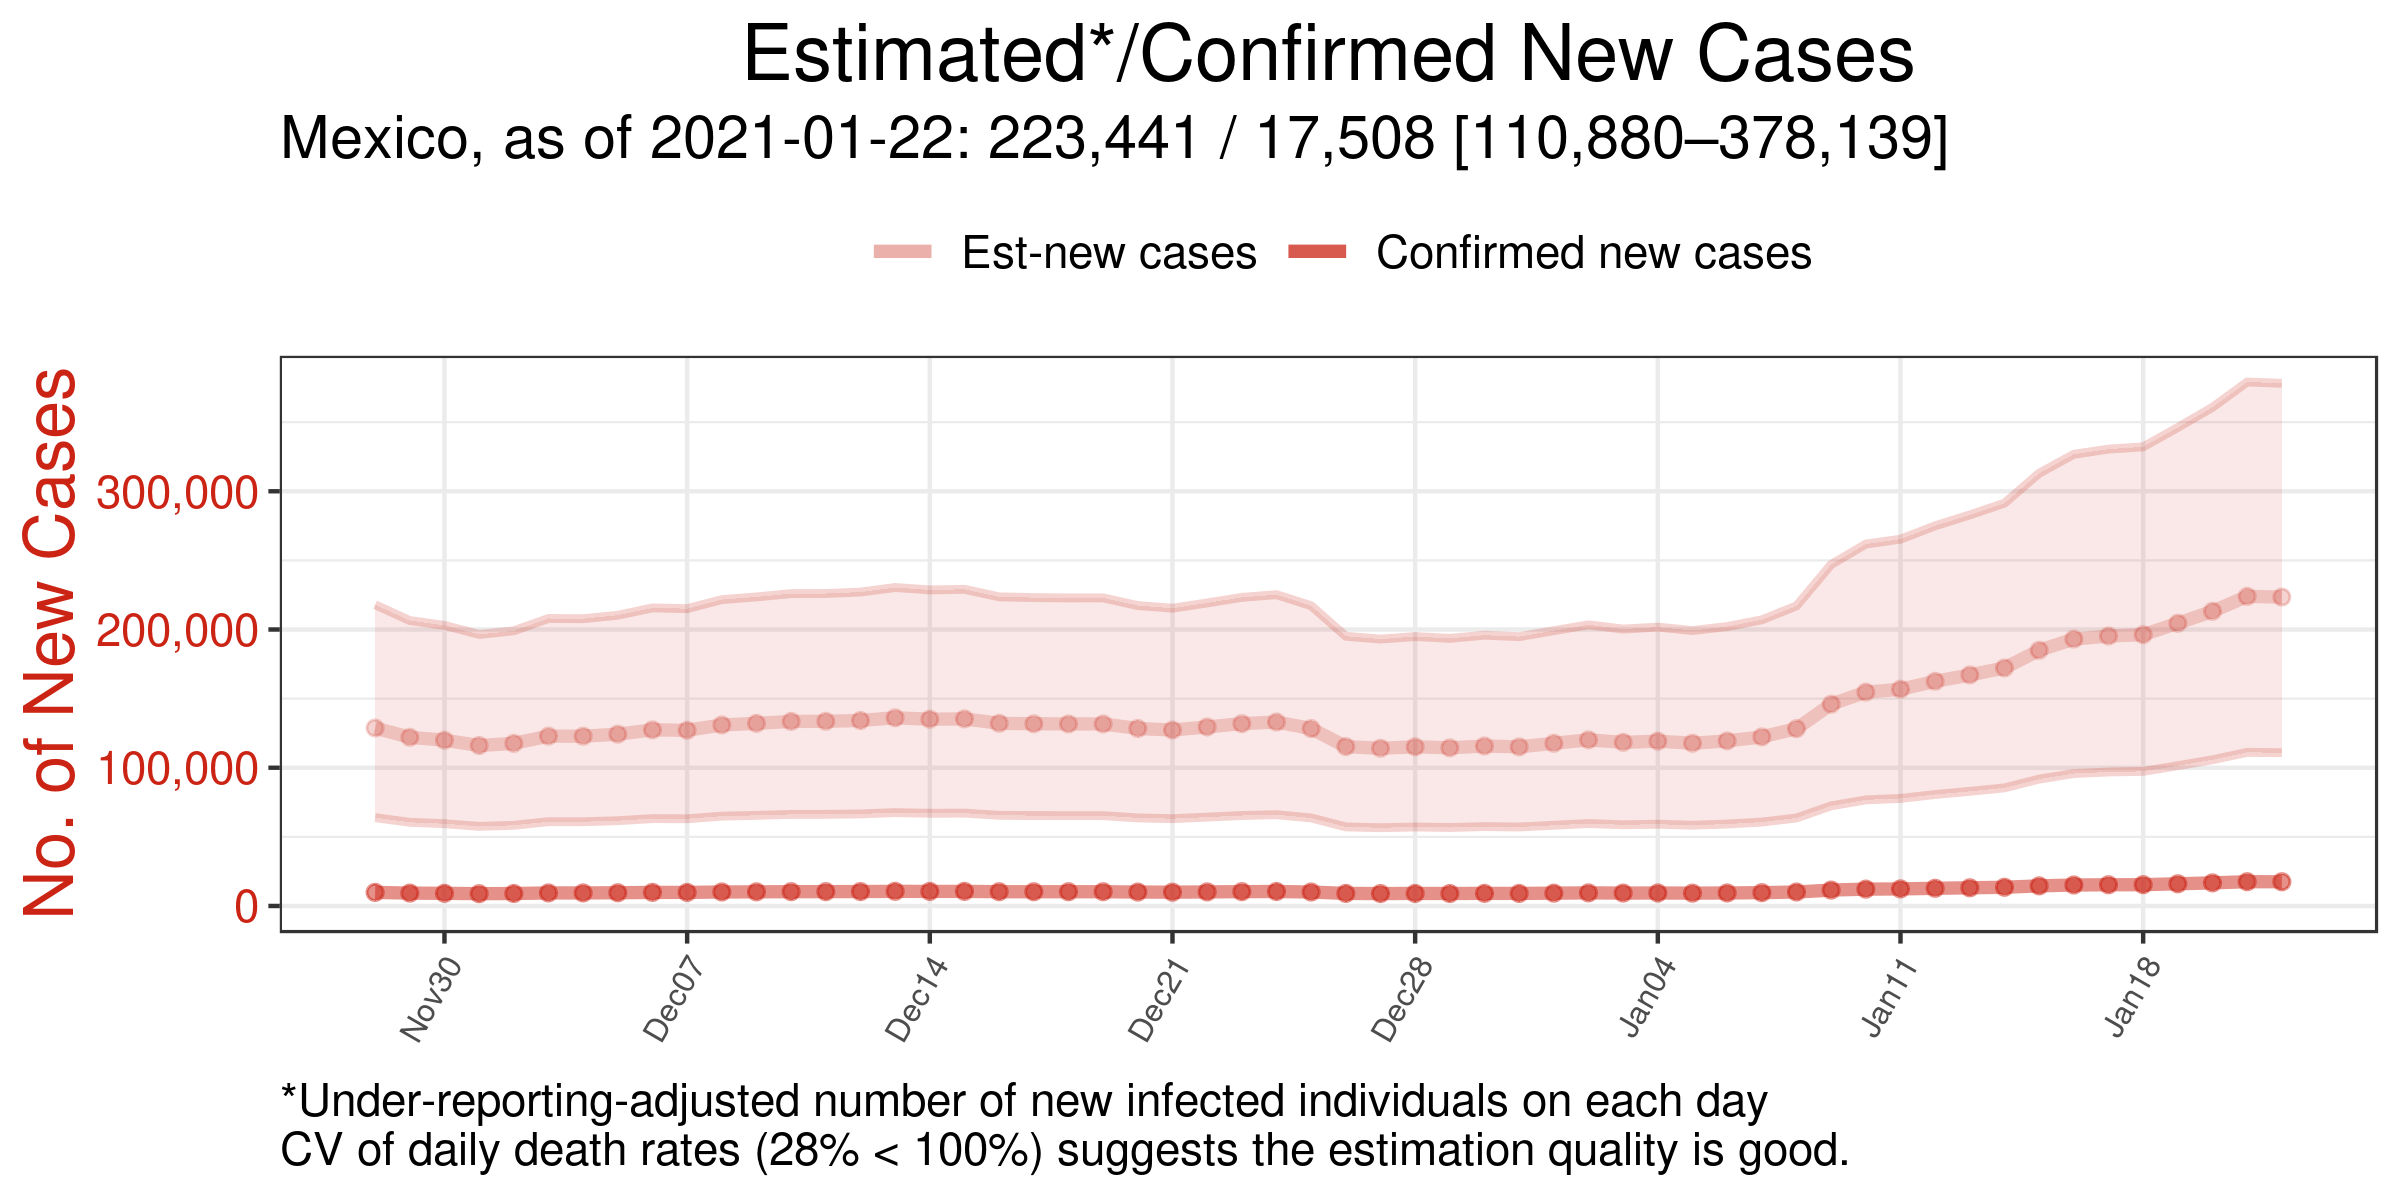 Estimated*/Confirmed New Cases
Mexico, as of 2021-01-22: 223,441 / 17,508 [110,880–378,139]
Est-new cases
Confirmed new cases
No. of New Cases
300,000
200,000
100,000
0
Nov30
Dec07
Dec14
Dec21
Dec28
Jan04
Jan11
Jan18
*Under-reporting-adjusted number of new infected individuals on each day
CV of daily death rates (28% < 100%) suggests the estimation quality is good.